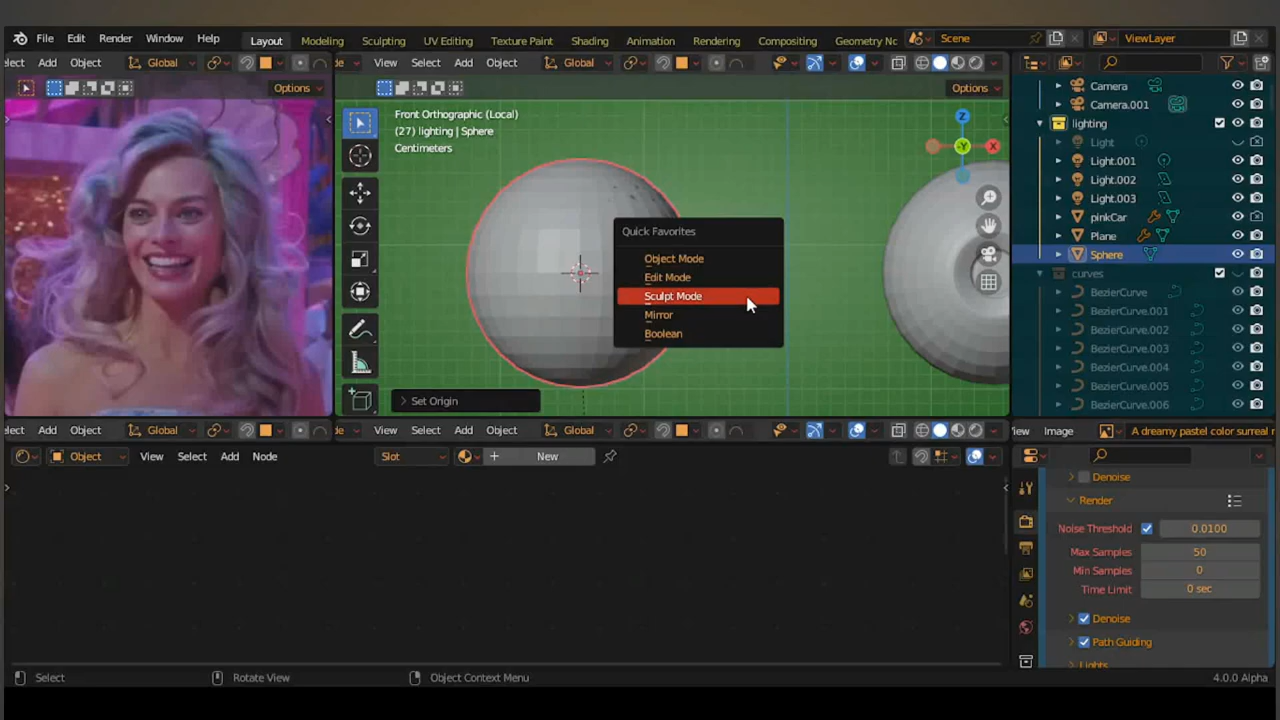 File Edit Render Window Help Layout Modeling Sculpting UV Editing Texture Paint Shading Animation Rendering Compositing Geometry Nc Scene ViewLayer
ect Add Object Global View Select Add Object Global
Options Options
Front Orthographic (Local)
(27) lighting | Sphere
Centimeters
Z
Y
X
Quick Favorites
Object Mode
Edit Mode
Sculpt Mode
Mirror
Boolean
Set Origin
Camera
Camera.001
lighting
Light
Light.001
Light.002
Light.003
pinkCar
Plane
Sphere
curves
BezierCurve
BezierCurve.001
BezierCurve.002
BezierCurve.003
BezierCurve.004
BezierCurve.005
BezierCurve.006
ect Add Object Global View Select Add Object Global
iew Image A dreamy pastel color surreal r
Object View Select Add Node Slot New
Denoise
Render
Noise Threshold 0.0100
Max Samples 50
Min Samples 0
Time Limit 0 sec
Denoise
Path Guiding
Lights
Select Rotate View Object Context Menu 4.0.0 Alpha